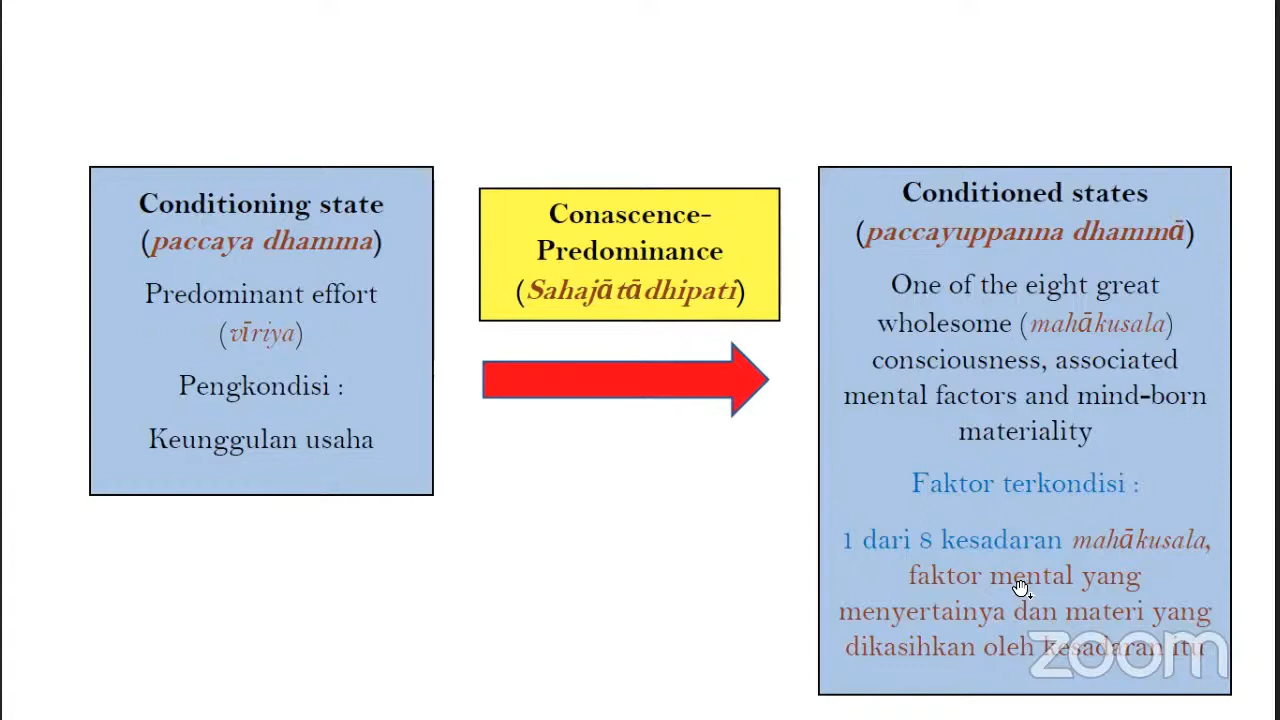 Conditioning state
(paccaya dhamma)
Predominant effort
(vīriya)
Pengkondisi :
Keunggulan usaha
Conascence-
Predominance
(Sahajātādhipati)
Conditioned states
(paccayuppanna dhammā)
One of the eight great
wholesome (mahākusala)
consciousness, associated
mental factors and mind-born
materiality
Faktor terkondisi :
1 dari 8 kesadaran mahākusala,
faktor mental yang
menyertainya dan materi yang
dikasihkan oleh kesadaran itu
zoom